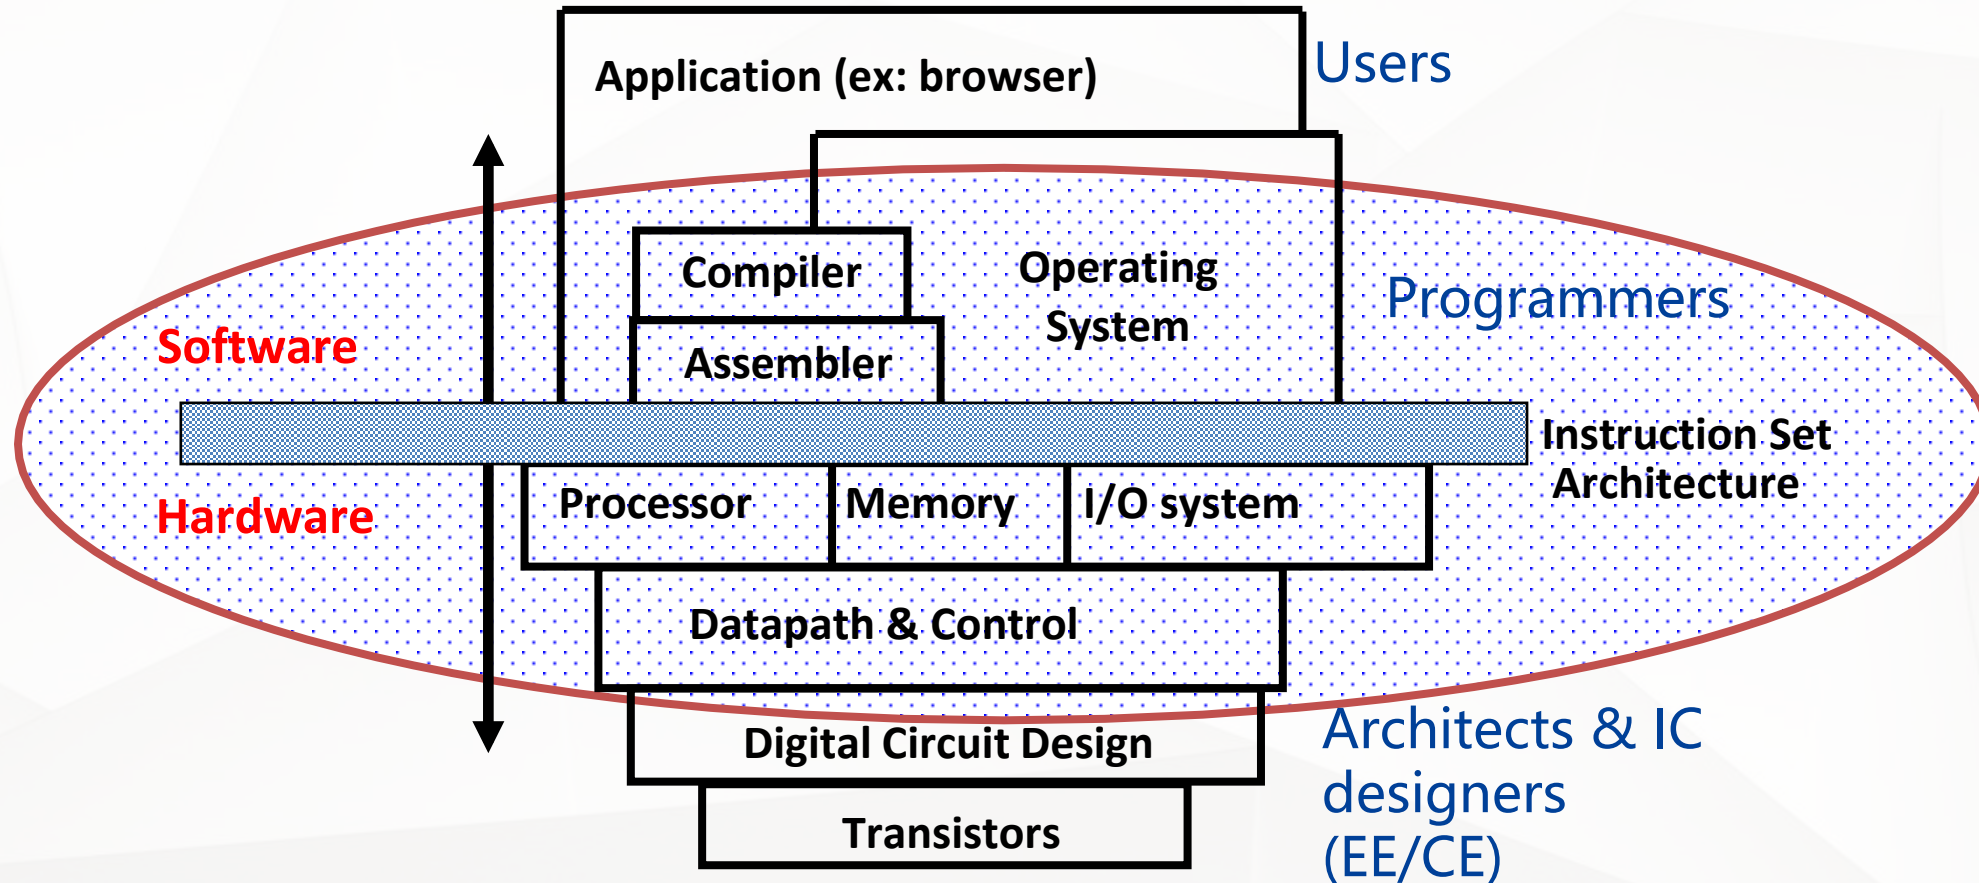 Application (ex: browser)
Users
Compiler
Operating
System
Programmers
Software
Assembler
Instruction Set
Architecture
Hardware
Processor
Memory
I/O system
Datapath & Control
Digital Circuit Design
Architects & IC
designers
(EE/CE)
Transistors